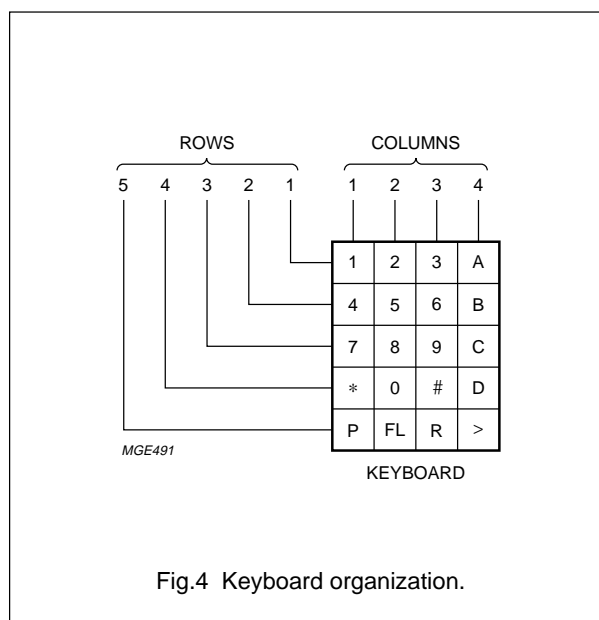 ROWS COLUMNS
5 4 3 2 1 1 2 3 4
1 2 3 A
4 5 6 B
7 8 9 C
* 0 # D
P FL R >
MGE491
KEYBOARD
Fig.4 Keyboard organization.